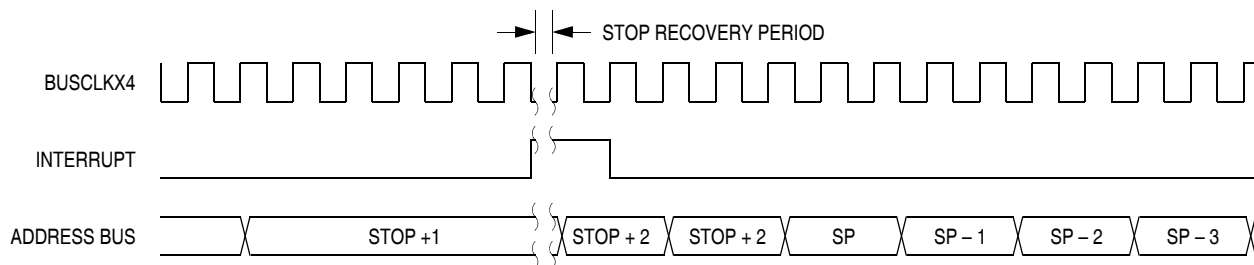 STOP RECOVERY PERIOD
BUSCLKX4
INTERRUPT
ADDRESS BUS
STOP +1
STOP + 2
STOP + 2
SP
SP – 1
SP – 2
SP – 3